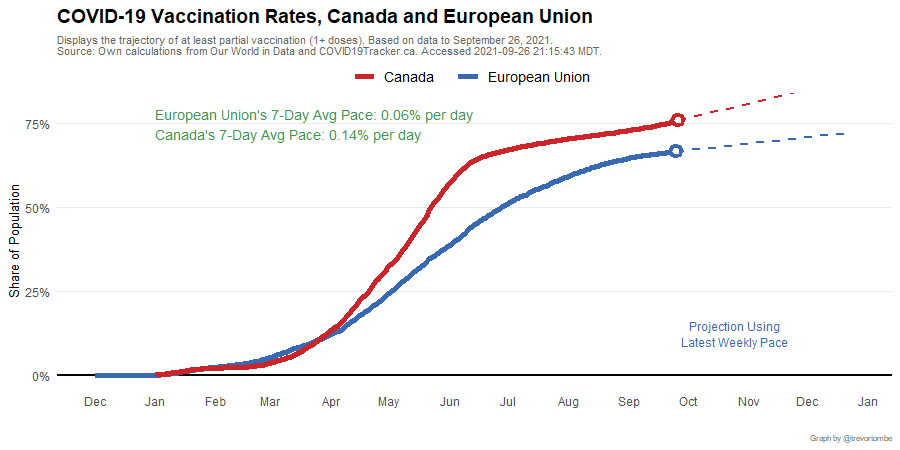 COVID-19 Vaccination Rates, Canada and European Union
Displays the trajectory of at least partial vaccination (1+ doses). Based on data to September 26, 2021.
Source: Own calculations from Our World in Data and COVID19Tracker.ca. Accessed 2021-09-26 21:15:43 MDT.
Canada European Union
European Union's 7-Day Avg Pace: 0.06% per day
Canada's 7-Day Avg Pace: 0.14% per day
75%
50%
25%
0%
Share of Population
Projection Using
Latest Weekly Pace
Dec Jan Feb Mar Apr May Jun Jul Aug Sep Oct Nov Dec Jan
Graph by @trevortombe